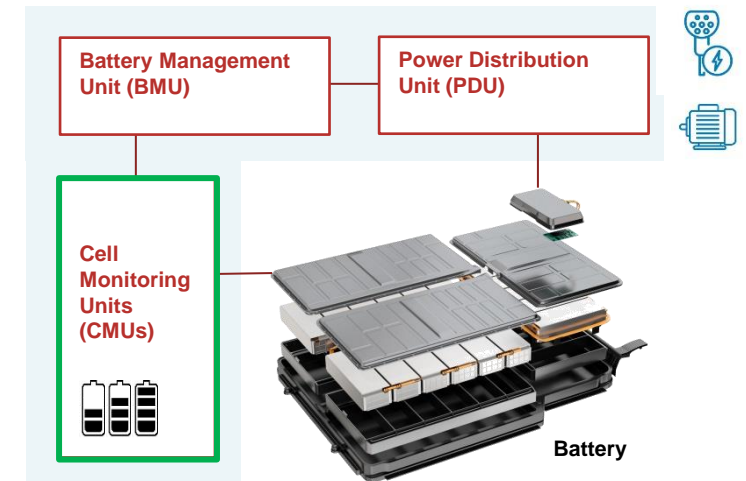 Battery Management
Unit (BMU)
Power Distribution
Unit (PDU)
Cell
Monitoring
Units
(CMUs)
Battery